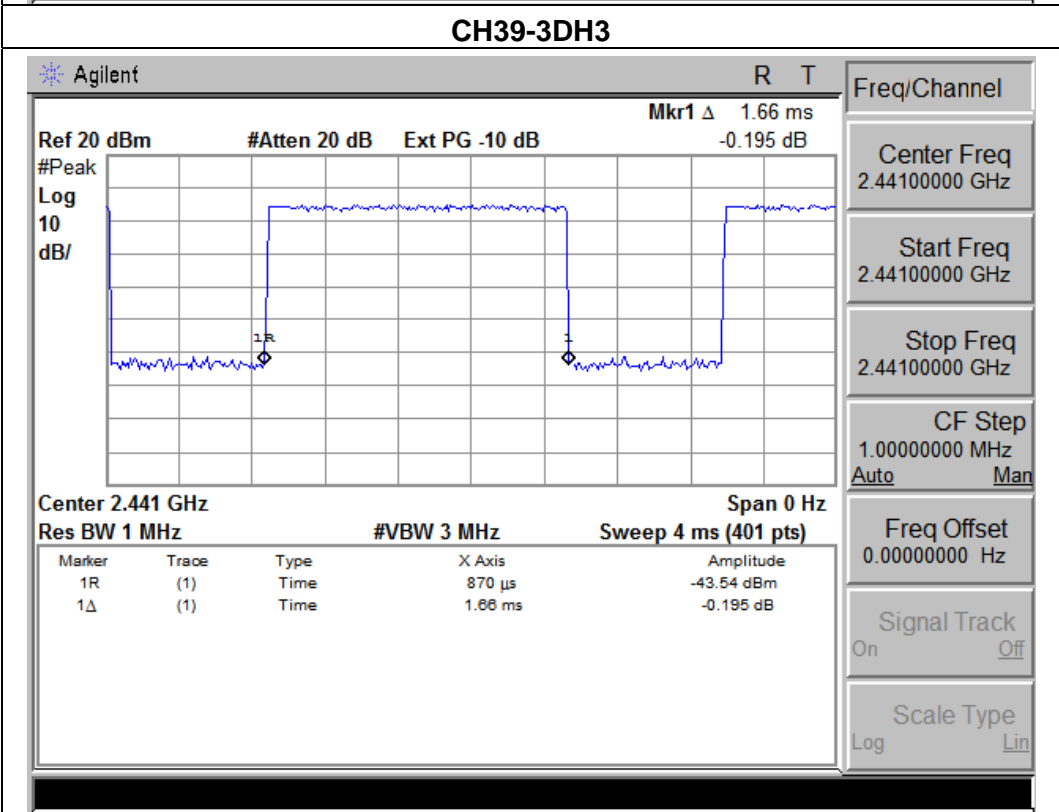 CH39-3DH3
Agilent R T
Mkr1 Δ 1.66 ms
Ref 20 dBm #Atten 20 dB Ext PG -10 dB -0.195 dB
#Peak
Log
10
dB/
1R
1
Center 2.441 GHz Span 0 Hz
Res BW 1 MHz #VBW 3 MHz Sweep 4 ms (401 pts)
Marker Trace Type X Axis Amplitude
1R (1) Time 870 µs -43.54 dBm
1Δ (1) Time 1.66 ms -0.195 dB
Freq/Channel
Center Freq
2.44100000 GHz
Start Freq
2.44100000 GHz
Stop Freq
2.44100000 GHz
CF Step
1.00000000 MHz
Auto Man
Freq Offset
0.00000000 Hz
Signal Track
On Off
Scale Type
Log Lin